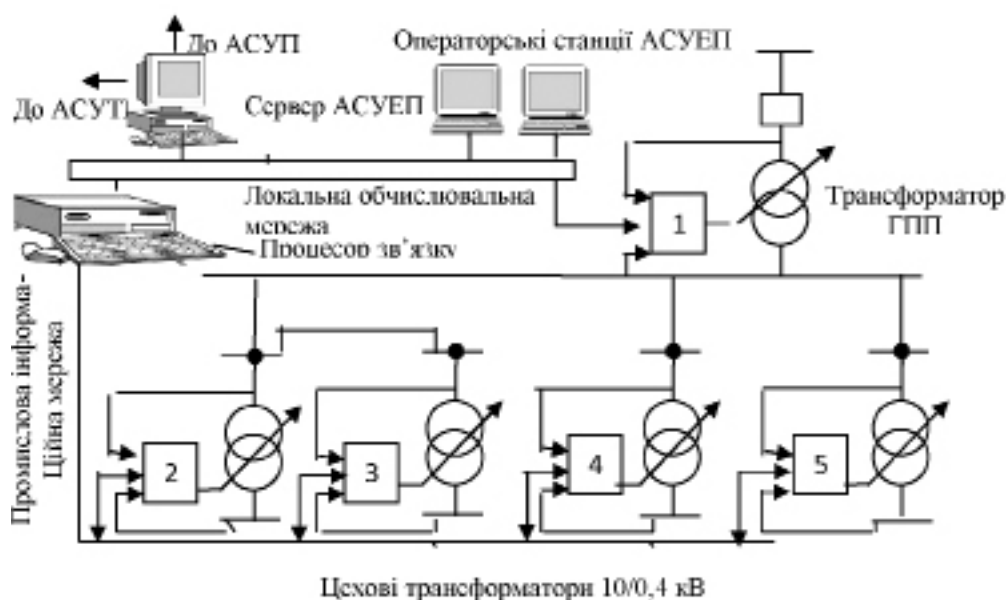 До АСУП
Операторські станції АСУЕП
До АСУТП
Сервер АСУЕП
Локальна обчислювальна
мережа
Процесор зв’язку
1
Трансформатор
ГПП
Промислова інформа-
Ційна мережа
2
3
4
5
Цехові трансформатори 10/0,4 кВ